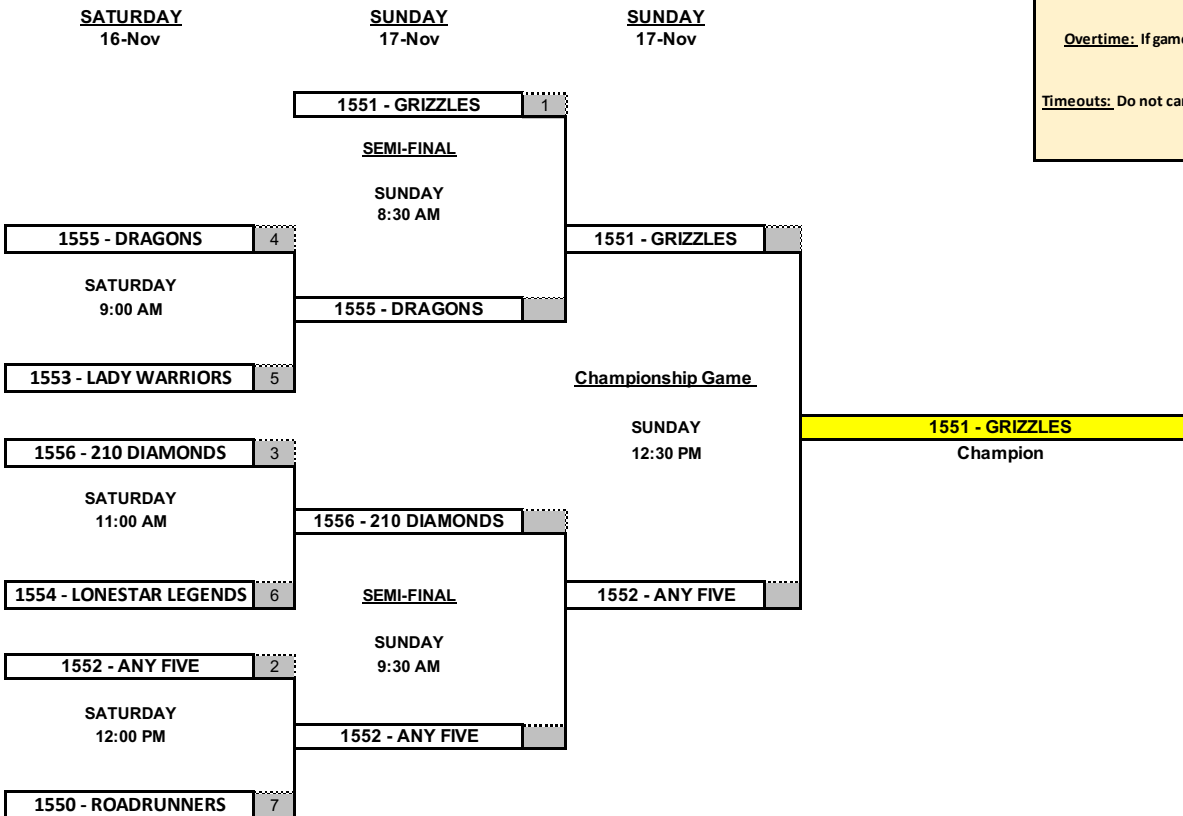 SATURDAY
16-Nov
SUNDAY
17-Nov
SUNDAY
17-Nov
Overtime: If game
Timeouts: Do not
1551 - GRIZZLES 1
SEMI-FINAL
SUNDAY
8:30 AM
1555 - DRAGONS 4
1551 - GRIZZLES
SATURDAY
9:00 AM
1555 - DRAGONS
1553 - LADY WARRIORS 5
Championship Game
SUNDAY
12:30 PM
1551 - GRIZZLES
Champion
1556 - 210 DIAMONDS 3
SATURDAY
11:00 AM
1556 - 210 DIAMONDS
1554 - LONESTAR LEGENDS 6
SEMI-FINAL
1552 - ANY FIVE
SUNDAY
9:30 AM
1552 - ANY FIVE 2
SATURDAY
12:00 PM
1552 - ANY FIVE
1550 - ROADRUNNERS 7